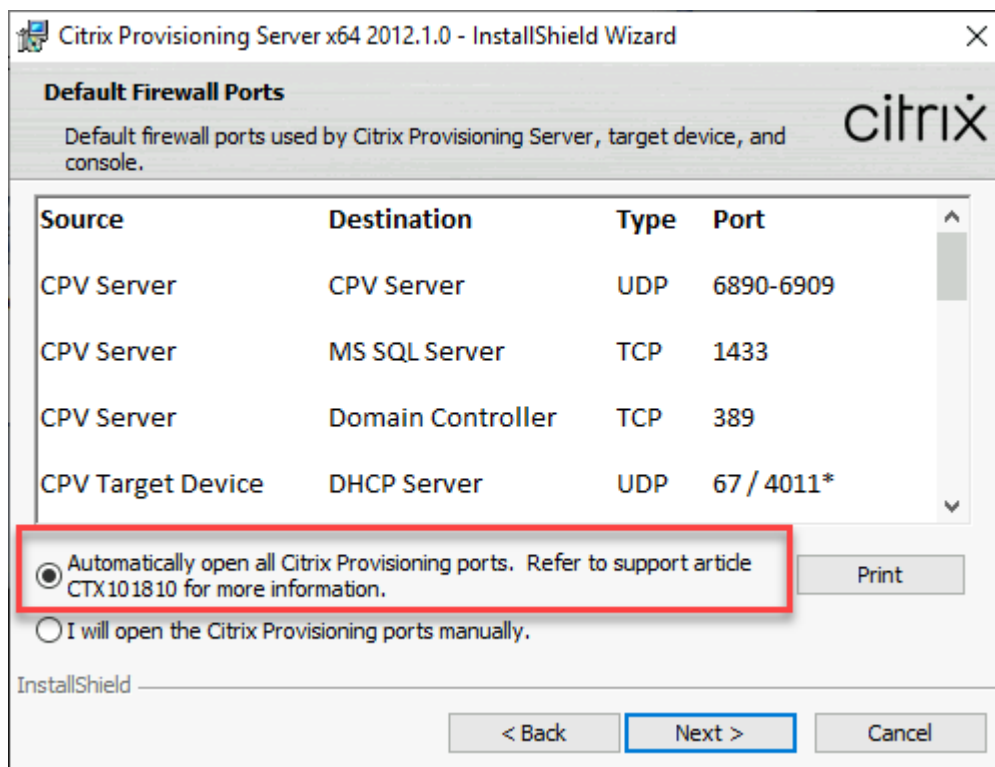 Citrix Provisioning Server x64 2012.1.0 - InstallShield Wizard
Default Firewall Ports
Default firewall ports used by Citrix Provisioning Server, target device, and
console.
citrix
Source Destination Type Port
CPV Server CPV Server UDP 6890-6909
CPV Server MS SQL Server TCP 1433
CPV Server Domain Controller TCP 389
CPV Target Device DHCP Server UDP 67 / 4011*
Automatically open all Citrix Provisioning ports. Refer to support article
CTX101810 for more information.
Print
I will open the Citrix Provisioning ports manually.
InstallShield
< Back Next > Cancel